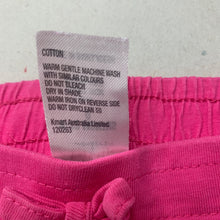 COTTON
WARM GENTLE MACHINE WASH
WITH SIMILAR COLOURS
DO NOT BLEACH
DRY IN SHADE
WARM IRON ON REVERSE SIDE
DO NOT DRYCLEAN
Kmart Australia Limited
120263